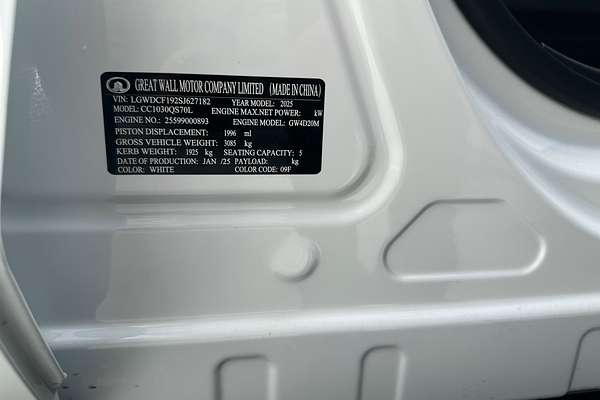 GREAT WALL MOTOR COMPANY LIMITED (MADE IN CHINA)
VIN: LGWDCF192SJ627182 YEAR MODEL: 2025
MODEL: CC1030QS70L ENGINE MAX.NET POWER: kW
ENGINE NO.: 25599000893 ENGINE MODEL: GW4D20M
PISTON DISPLACEMENT: 1996 ml
GROSS VEHICLE WEIGHT: 3085 kg
KERB WEIGHT: 1925 kg SEATING CAPACITY: 5
DATE OF PRODUCTION: JAN /25 PAYLOAD: kg
COLOR: WHITE COLOR CODE: 09F